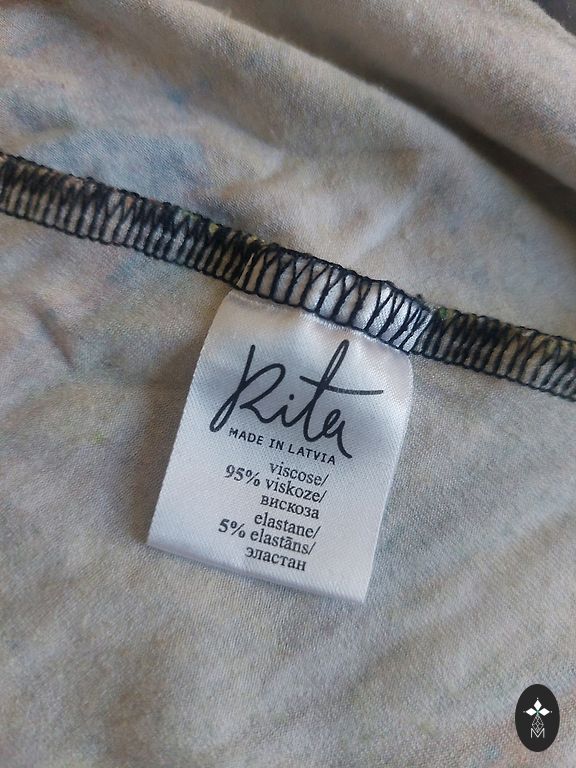 Rita
MADE IN LATVIA
viscose/
95% viskoze/
вискоза
elastane/
5% elastāns/
эластан
M